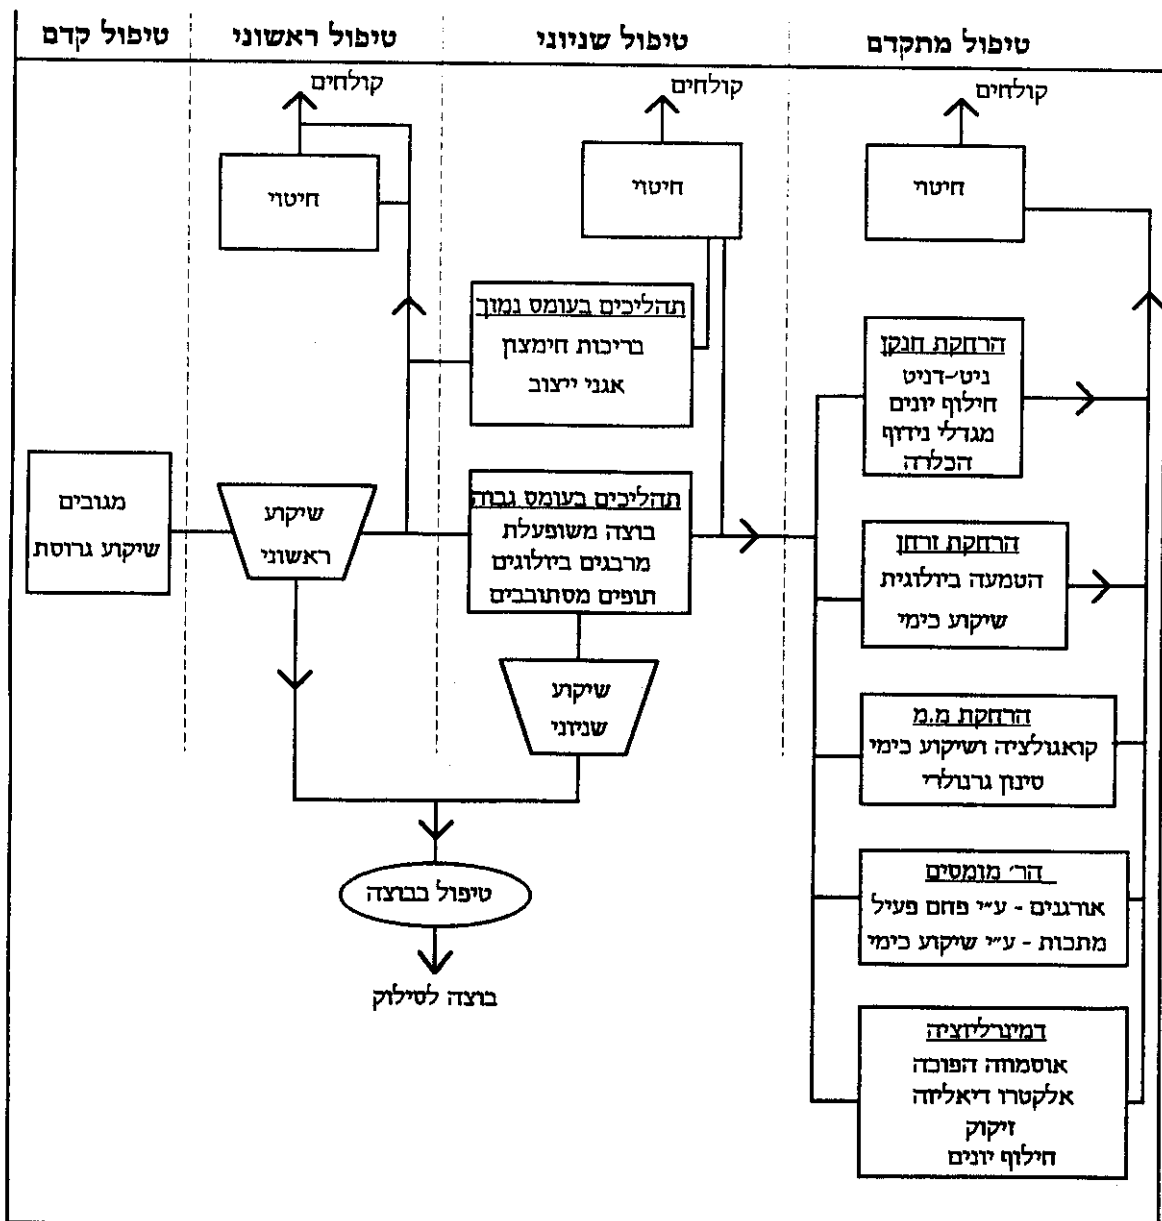 טיפול קדם
טיפול ראשוני
טיפול שניוני
טיפול מתקדם
קולחים
חיטוי
קולחים
חיטוי
קולחים
חיטוי
מגובים
שיקוע גרוסת
שיקוע
ראשוני
תהליכים בעומס נמוך
בריכות חימצון
אגני ייצוב
תהליכים בעומס גבוה
בוצה משופעלת
מרבגים ביולוגים
תופים מסתובבים
שיקוע
שניוני
טיפול בבוצה
בוצה לסילוק
הרחקת חנקן
ניט-דניט
חילוף יונים
מגדלי נידוף
הכלרה
הרחקת זרחן
הטמעה ביולוגית
שיקוע כימי
הרחקת מ.מ
קואגולציה ושיקוע כימי
סינון גרנולרי
הר׳ מומסים
אורגנים - ע״י פחם פעיל
מתכות - ע״י שיקוע כימי
דמינרליזציה
אוסמוזה הפוכה
אלקטרו דיאליזה
זיקוק
חילוף יונים